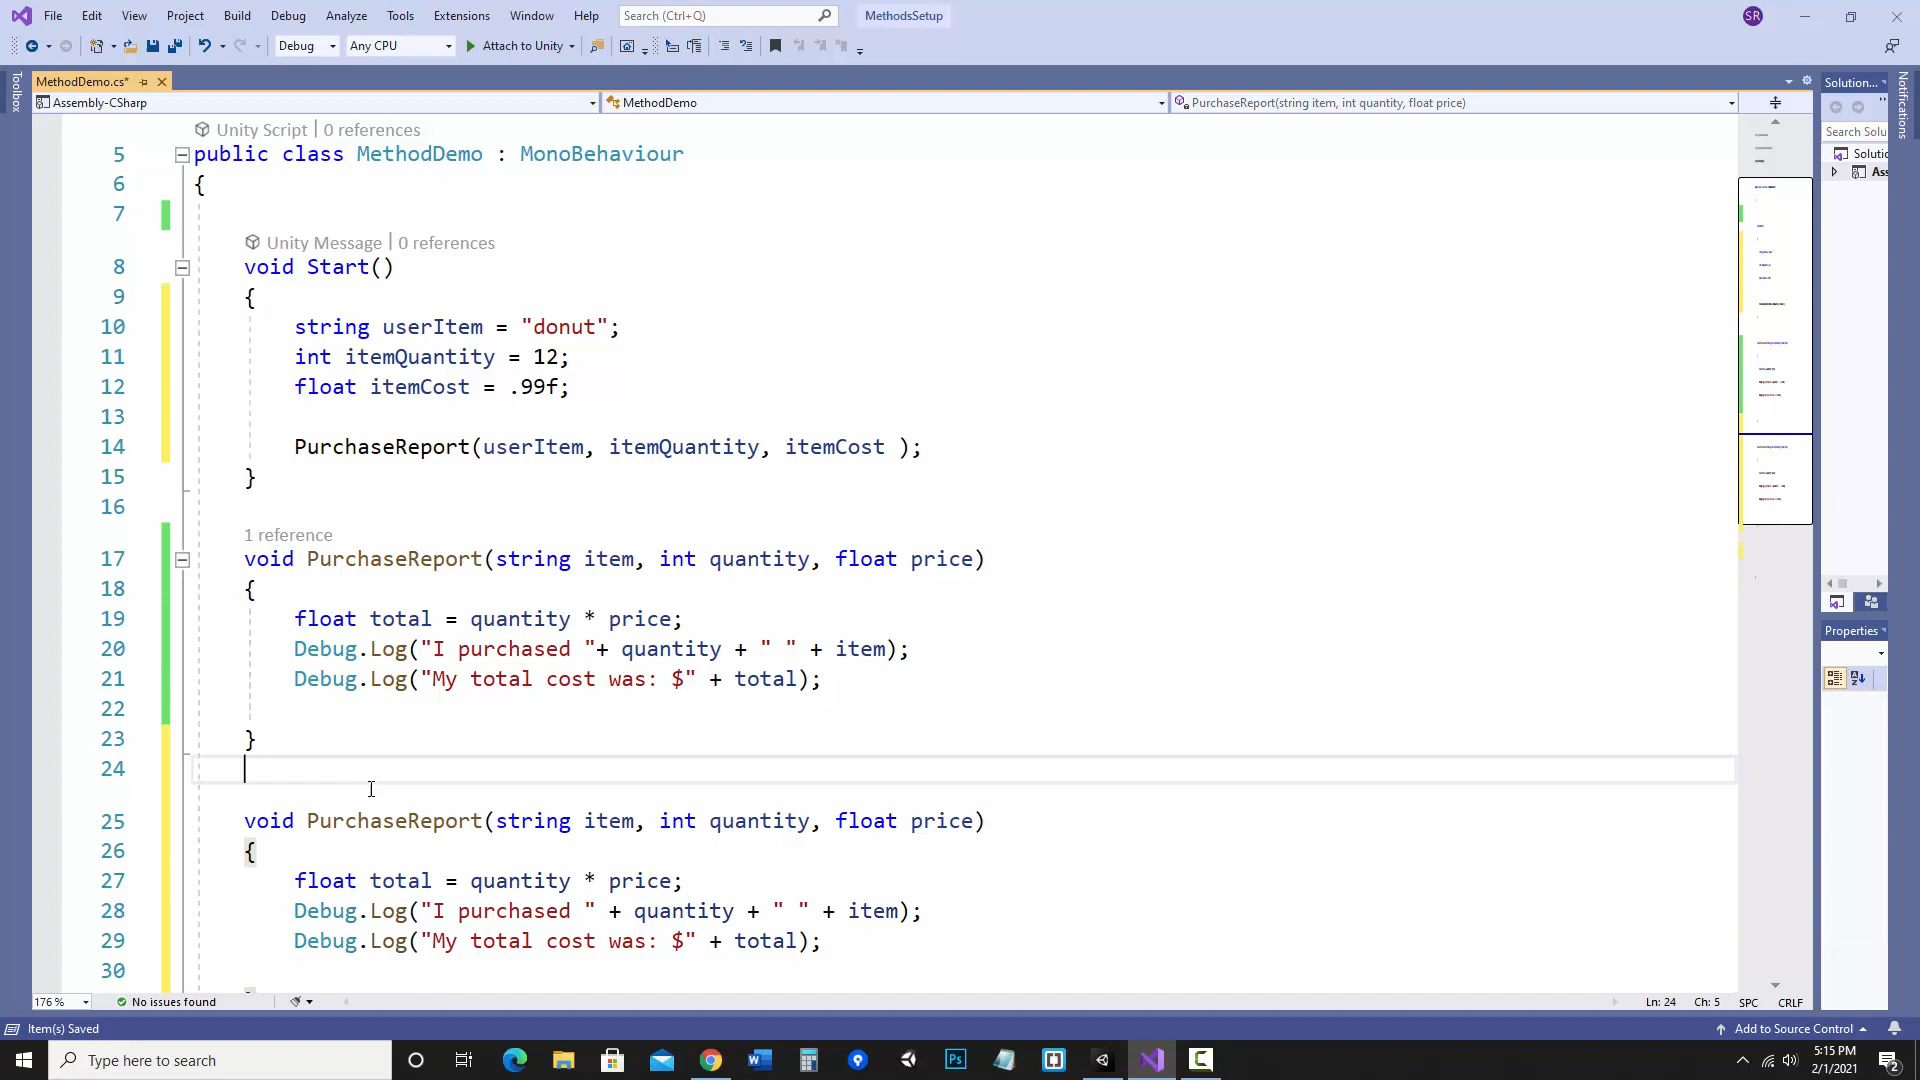 File Edit View Project Build Debug Analyze Tools Extensions Window Help Search (Ctrl+Q) MethodsSetup SR
Debug Any CPU Attach to Unity
Toolbox
MethodDemo.cs*
Assembly-CSharp MethodDemo PurchaseReport(string item, int quantity, float price)
Unity Script | 0 references
5 public class MethodDemo : MonoBehaviour
6 {
7
Unity Message | 0 references
8 void Start()
9 {
10 string userItem = "donut";
11 int itemQuantity = 12;
12 float itemCost = .99f;
13
14 PurchaseReport(userItem, itemQuantity, itemCost );
15 }
16
1 reference
17 void PurchaseReport(string item, int quantity, float price)
18 {
19 float total = quantity * price;
20 Debug.Log("I purchased "+ quantity + " " + item);
21 Debug.Log("My total cost was: $" + total);
22
23 }
24
25 void PurchaseReport(string item, int quantity, float price)
26 {
27 float total = quantity * price;
28 Debug.Log("I purchased " + quantity + " " + item);
29 Debug.Log("My total cost was: $" + total);
30
176 % No issues found Ln: 24 Ch: 5 SPC CRLF
Solution...
Search Solu
Solutio
Ass
Properties
Notifications
Item(s) Saved Add to Source Control
Type here to search
5:15 PM
2/1/2021
2